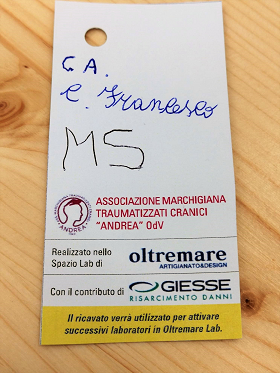 G A.
C. Francesco
MS
ASSOCIAZIONE MARCHIGIANA
TRAUMATIZZATI CRANICI
"ANDREA" OdV
ANDREA
Realizzato nello
Spazio Lab di
oltremare
ARTIGIANATO&DESIGN
Con il contributo di
GIESSE
RISARCIMENTO DANNI
Il ricavato verrà utilizzato per attivare
successivi laboratori in Oltremare Lab.